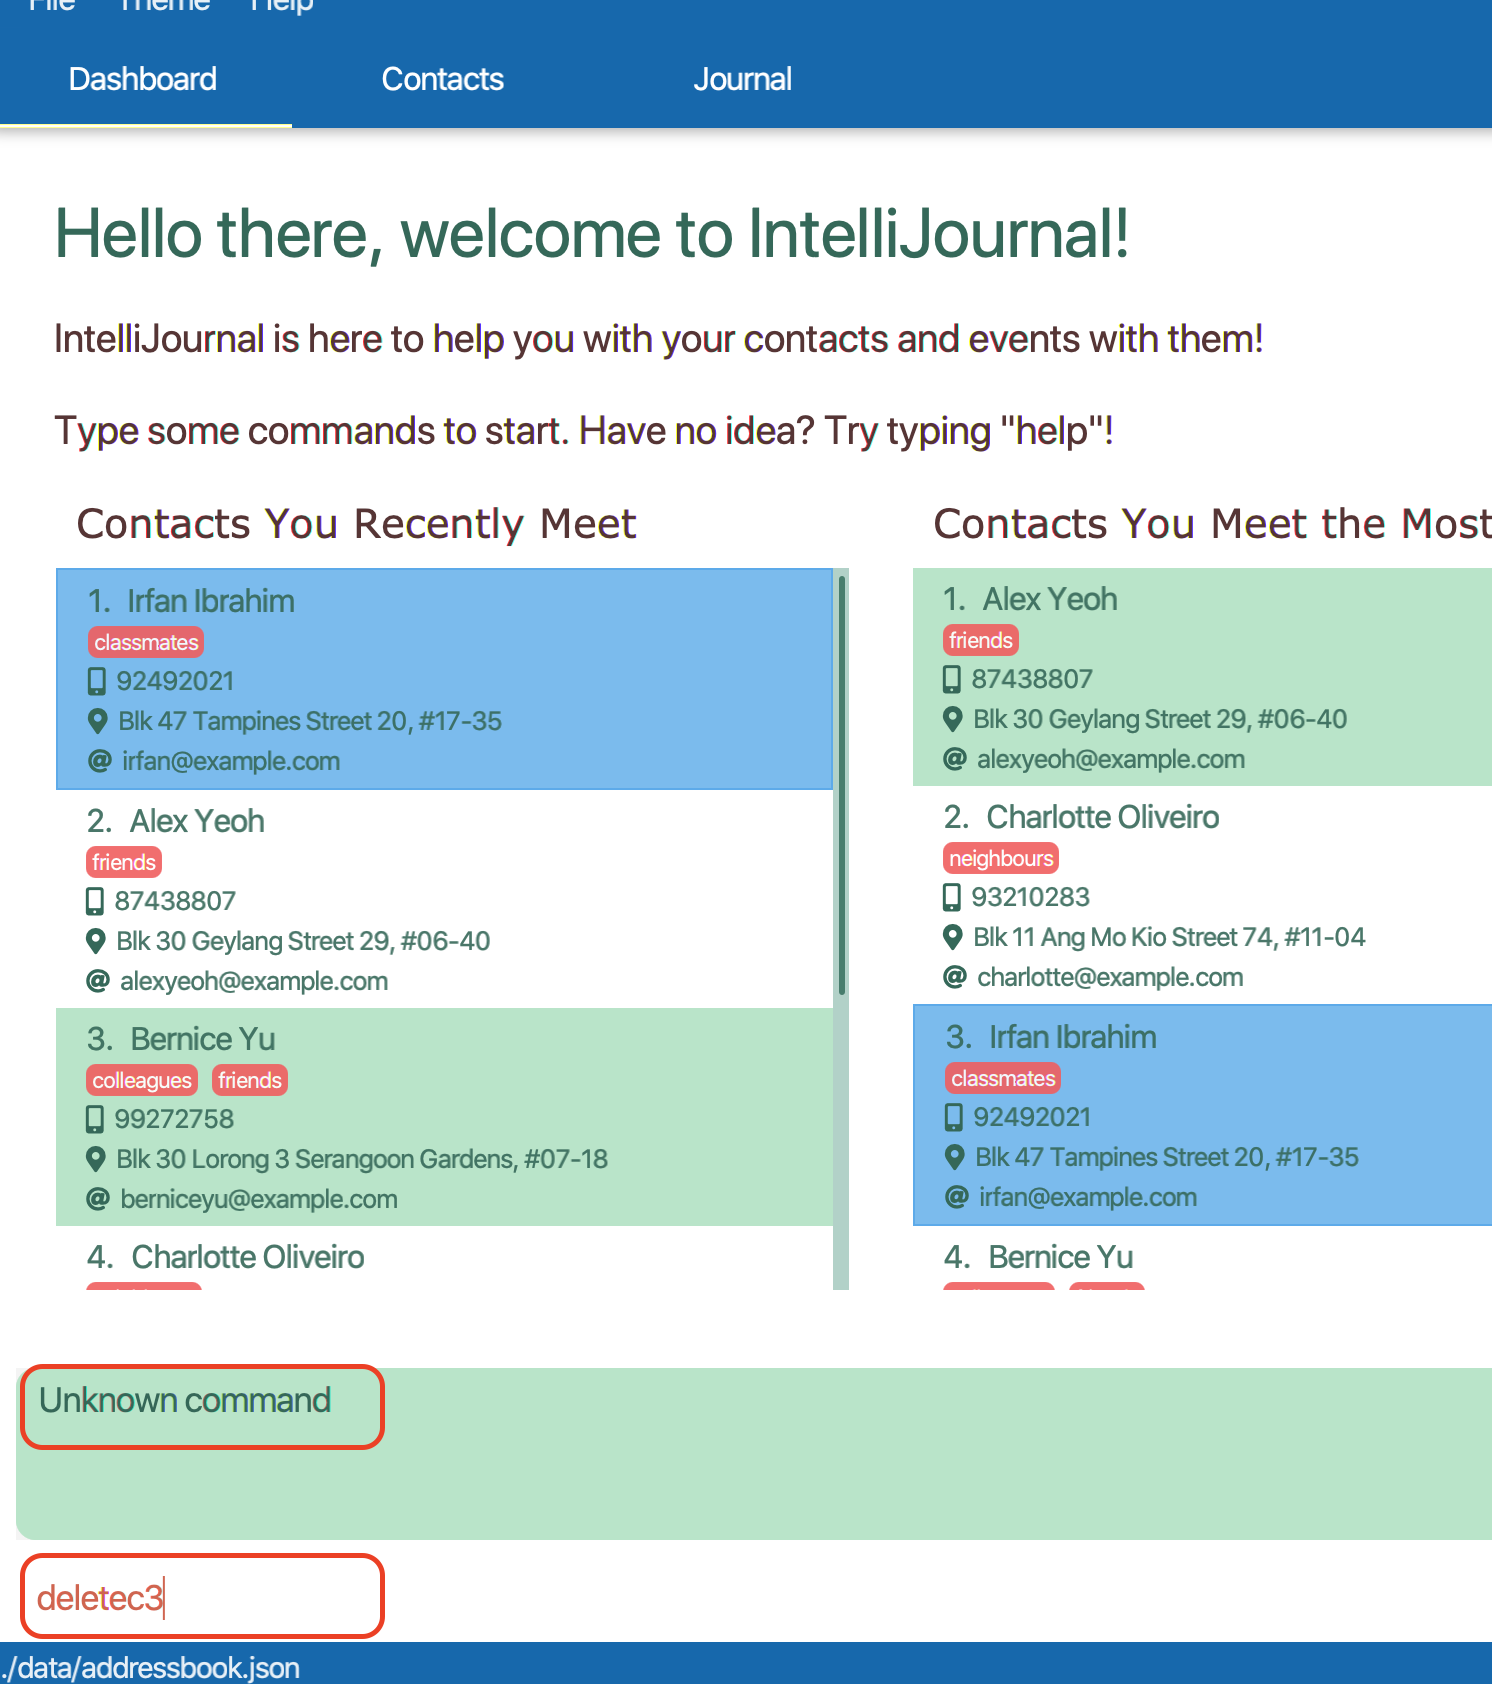 File Theme Help
Dashboard Contacts Journal
Hello there, welcome to IntelliJournal!
IntelliJournal is here to help you with your contacts and events with them!
Type some commands to start. Have no idea? Try typing "help"!
Contacts You Recently Meet
1. Irfan Ibrahim
classmates
92492021
Blk 47 Tampines Street 20, #17-35
@ irfan@example.com
2. Alex Yeoh
friends
87438807
Blk 30 Geylang Street 29, #06-40
@ alexyeoh@example.com
3. Bernice Yu
colleagues friends
99272758
Blk 30 Lorong 3 Serangoon Gardens, #07-18
@ berniceyu@example.com
4. Charlotte Oliveiro
Contacts You Meet the Most
1. Alex Yeoh
friends
87438807
Blk 30 Geylang Street 29, #06-40
@ alexyeoh@example.com
2. Charlotte Oliveiro
neighbours
93210283
Blk 11 Ang Mo Kio Street 74, #11-04
@ charlotte@example.com
3. Irfan Ibrahim
classmates
92492021
Blk 47 Tampines Street 20, #17-35
@ irfan@example.com
4. Bernice Yu
Unknown command
deletec3
./data/addressbook.json